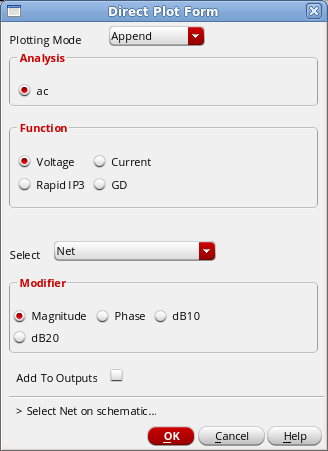 Direct Plot Form
Plotting Mode Append
Analysis
ac
Function
Voltage Current
Rapid IP3 GD
Select Net
Modifier
Magnitude Phase dB10
dB20
Add To Outputs
> Select Net on schematic...
OK Cancel Help